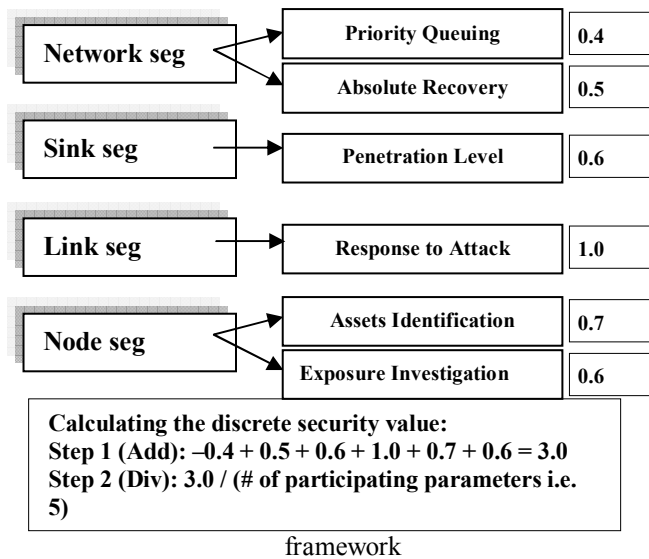 Network seg
Priority Queuing
0.4
Absolute Recovery
0.5
Sink seg
Penetration Level
0.6
Link seg
Response to Attack
1.0
Node seg
Assets Identification
0.7
Exposure Investigation
0.6
Calculating the discrete security value:
Step 1 (Add): –0.4 + 0.5 + 0.6 + 1.0 + 0.7 + 0.6 = 3.0
Step 2 (Div): 3.0 / (# of participating parameters i.e.
5)
framework